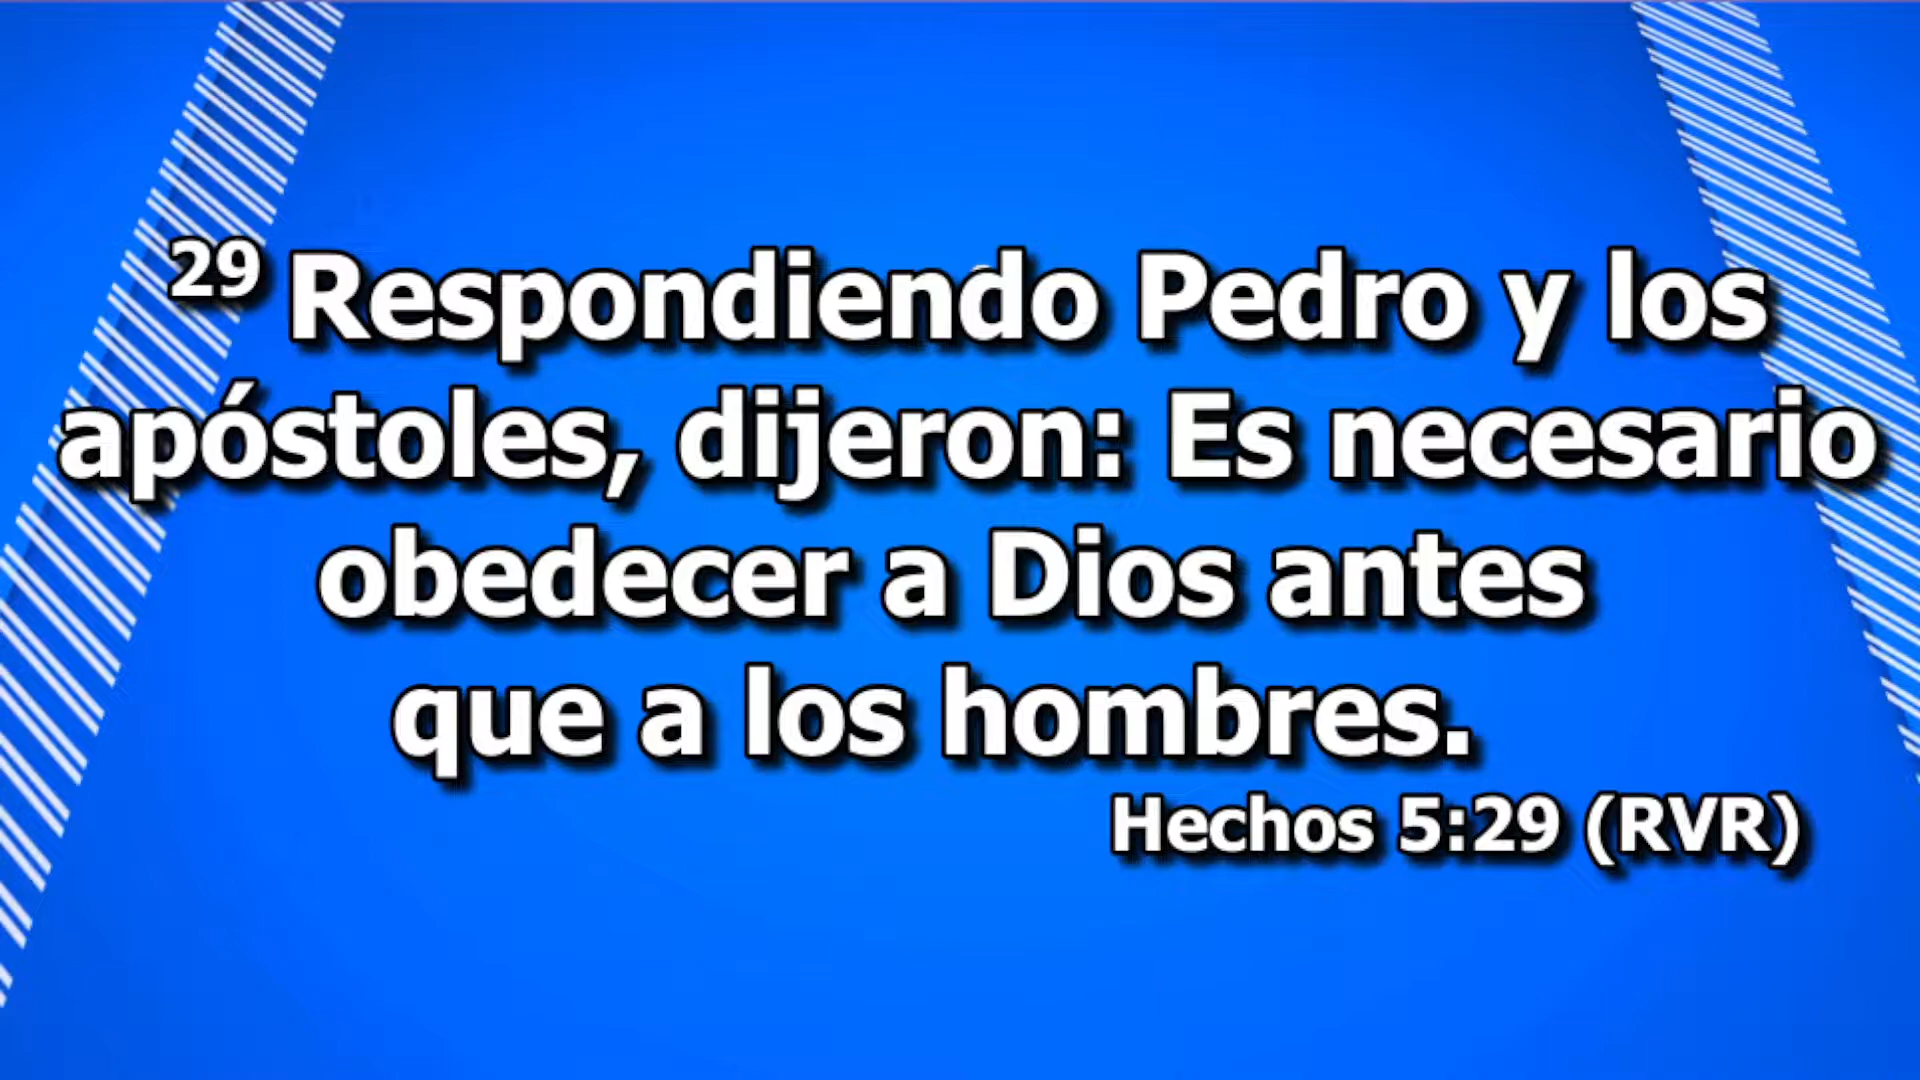 29 Respondiendo Pedro y los
apóstoles, dijeron: Es necesario
obedecer a Dios antes
que a los hombres.
Hechos 5:29 (RVR)